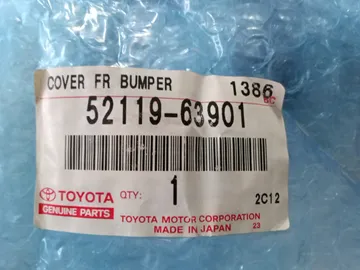 COVER FR BUMPER 1386
52119-63901
TOYOTA QTY: 1 2C12
GENUINE PARTS
TOYOTA MOTOR CORPORATION
MADE IN JAPAN 23